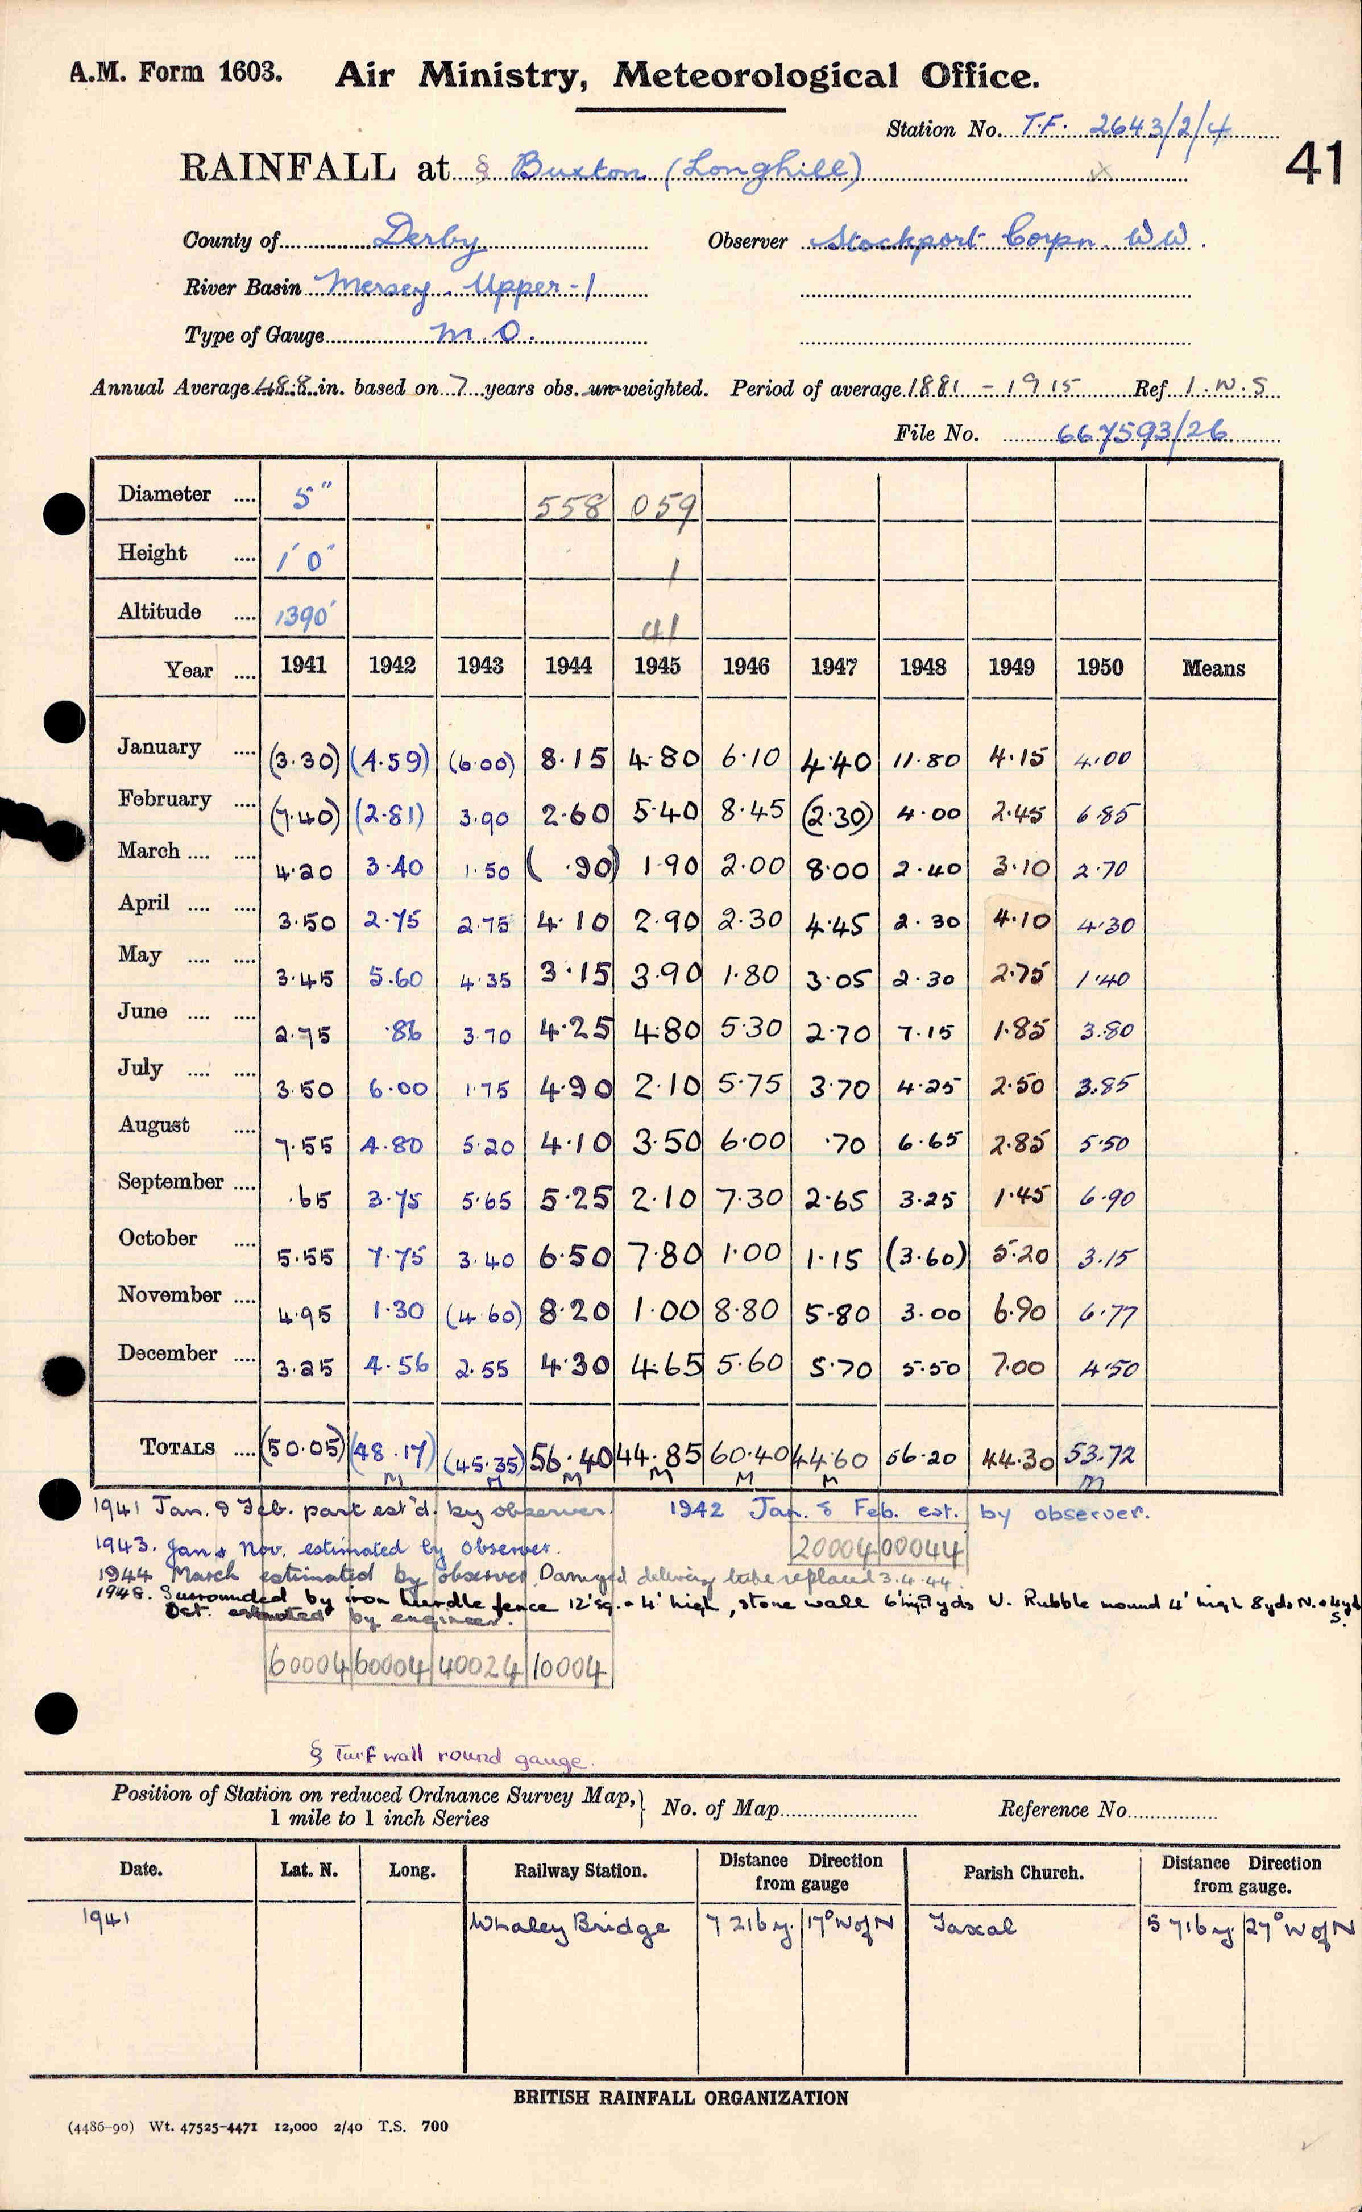 A.M. Form 1603. Air Ministry, Meteorological Office.
Station No. T.F. 2643/2/4
41
RAINFALL at § Buxton (Longhill)
County of Derby Observer Stockport Corpn. WW.
River Basin Mersey. Upper-1
Type of Gauge M.O.
Annual Average 48.8 in. based on 7 years obs. un-weighted. Period of average 1881 - 1915 Ref I.W.S
File No. 667593/26
Diameter .... 5" 558 059
Height .... 1' 0" 1
Altitude .... 1390' 41
Year .... 1941 1942 1943 1944 1945 1946 1947 1948 1949 1950 Means
January .... (3.30) (4.59) (6.00) 8.15 4.80 6.10 4.40 11.80 4.15 4.00
February .... (7.40) (2.81) 3.90 2.60 5.40 8.45 (2.30) 4.00 2.45 6.85
March .... .... 4.20 3.40 1.50 ( .90) 1.90 2.00 8.00 2.40 3.10 2.70
April .... .... 3.50 2.75 2.75 4.10 2.90 2.30 4.45 2.30 4.10 4.30
May .... .... 3.45 5.60 4.35 3.15 3.90 1.80 3.05 2.30 2.75 1.40
June .... .... 2.75 .86 3.70 4.25 4.80 5.30 2.70 7.15 1.85 3.80
July .... .... 3.50 6.00 1.75 4.90 2.10 5.75 3.70 4.25 2.50 3.85
August .... 7.55 4.80 5.20 4.10 3.50 6.00 .70 6.65 2.85 5.50
September .... .65 3.75 5.65 5.25 2.10 7.30 2.65 3.25 1.45 6.90
October .... 5.55 7.75 3.40 6.50 7.80 1.00 1.15 (3.60) 5.20 3.15
November .... 4.95 1.30 (4.60) 8.20 1.00 8.80 5.80 3.00 6.90 6.77
December .... 3.25 4.56 2.55 4.30 4.65 5.60 5.70 5.50 7.00 4.50
TOTALS .... (50.05) (48.17) (45.35) 56.40 44.85 60.40 44.60 56.20 44.30 53.72
M M M M M M M
1941 Jan. & Feb. part est'd. by observer. 1942 Jan. & Feb. est. by observer.
1943. Jan & Nov. estimated by observer. 20004 00044
1944 March estimated by observer. Damaged delivery tube replaced 3.4.44.
1948. Surrounded by iron hurdle fence 12' sq. & 4' high, stone wall 6' high 7yds W. Rubble mound 4' high 8yds N. & 4yd S.
Oct. estimated by engineer.
60004 60004 40024 10004
§ Turf wall round gauge.
Position of Station on reduced Ordnance Survey Map, 1 mile to 1 inch Series } No. of Map Reference No.
Date. Lat. N. Long. Railway Station. Distance Direction from gauge Parish Church. Distance Direction from gauge.
1941 Whaley Bridge 7216y. 17° W of N Taxal 5716y. 27° W of N
BRITISH RAINFALL ORGANIZATION
(4486-90) Wt. 47525-4471 12,000 2/40 T.S. 700